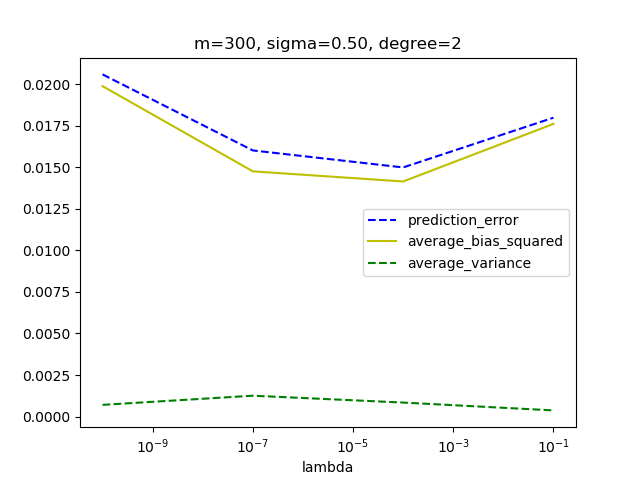 m=300, sigma=0.50, degree=2
0.0200
0.0175
0.0150
0.0125
0.0100
0.0075
0.0050
0.0025
0.0000
prediction_error
average_bias_squared
average_variance
10⁻⁹ 10⁻⁷ 10⁻⁵ 10⁻³ 10⁻¹
lambda